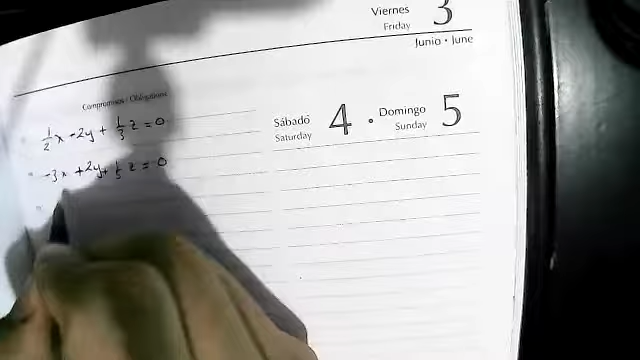 Viernes 3
Friday
Junio • June
Compromisos / Obligations
1/2 x - 2y + 1/3 z = 0
-3x + 2y + 1/5 z = 0
Sábado 4 • Domingo 5
Saturday Sunday